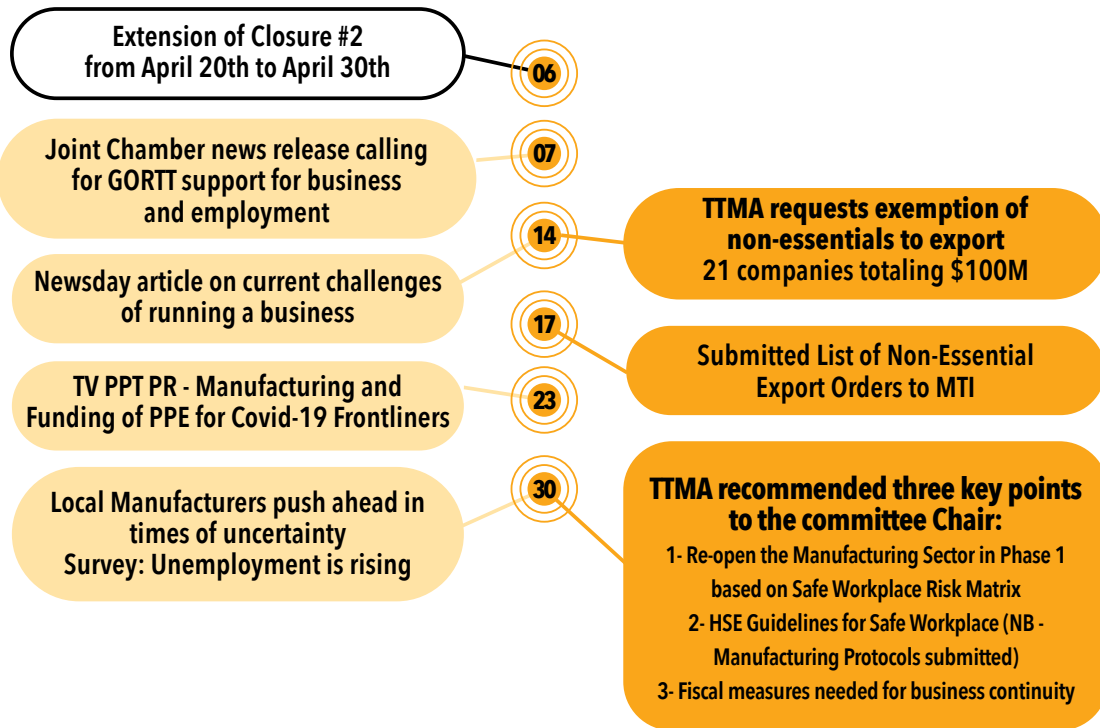 Extension of Closure #2
from April 20th to April 30th
06
Joint Chamber news release calling
for GORTT support for business
and employment
07
14
TTMA requests exemption of
non-essentials to export
21 companies totaling $100M
Newsday article on current challenges
of running a business
17
Submitted List of Non-Essential
Export Orders to MTI
TV PPT PR - Manufacturing and
Funding of PPE for Covid-19 Frontliners
23
Local Manufacturers push ahead in
times of uncertainty
Survey: Unemployment is rising
30
TTMA recommended three key points
to the committee Chair:
1- Re-open the Manufacturing Sector in Phase 1
based on Safe Workplace Risk Matrix
2- HSE Guidelines for Safe Workplace (NB -
Manufacturing Protocols submitted)
3- Fiscal measures needed for business continuity